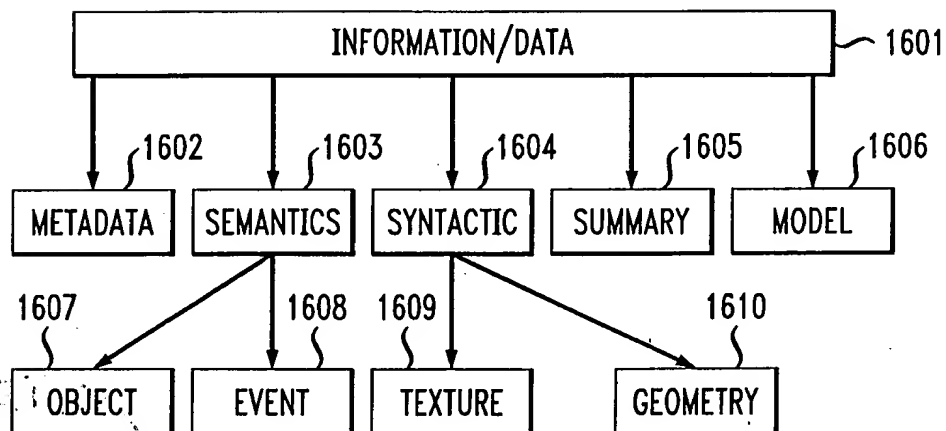 INFORMATION/DATA
1601
1602
1603
1604
1605
1606
METADATA
SEMANTICS
SYNTACTIC
SUMMARY
MODEL
1607
1608
1609
1610
OBJECT
EVENT
TEXTURE
GEOMETRY